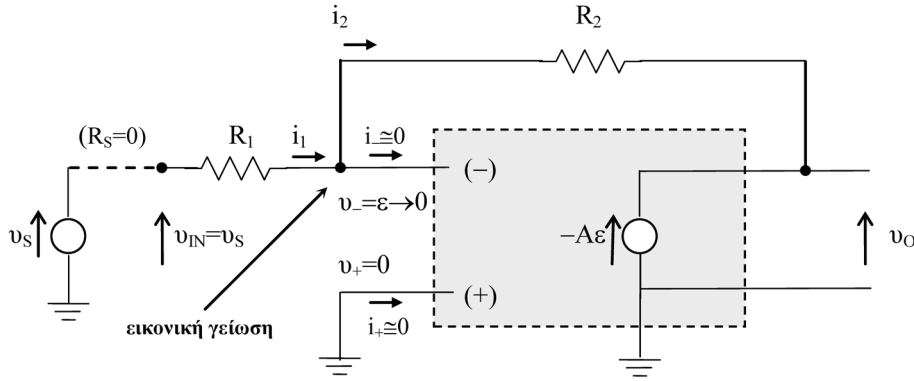 i2
R2
(RS=0)
R1
i1
i−≅0
(−)
υ−=ε→0
υS
υIN=υS
−Aε
υO
υ+=0
(+)
i+≅0
εικονική γείωση